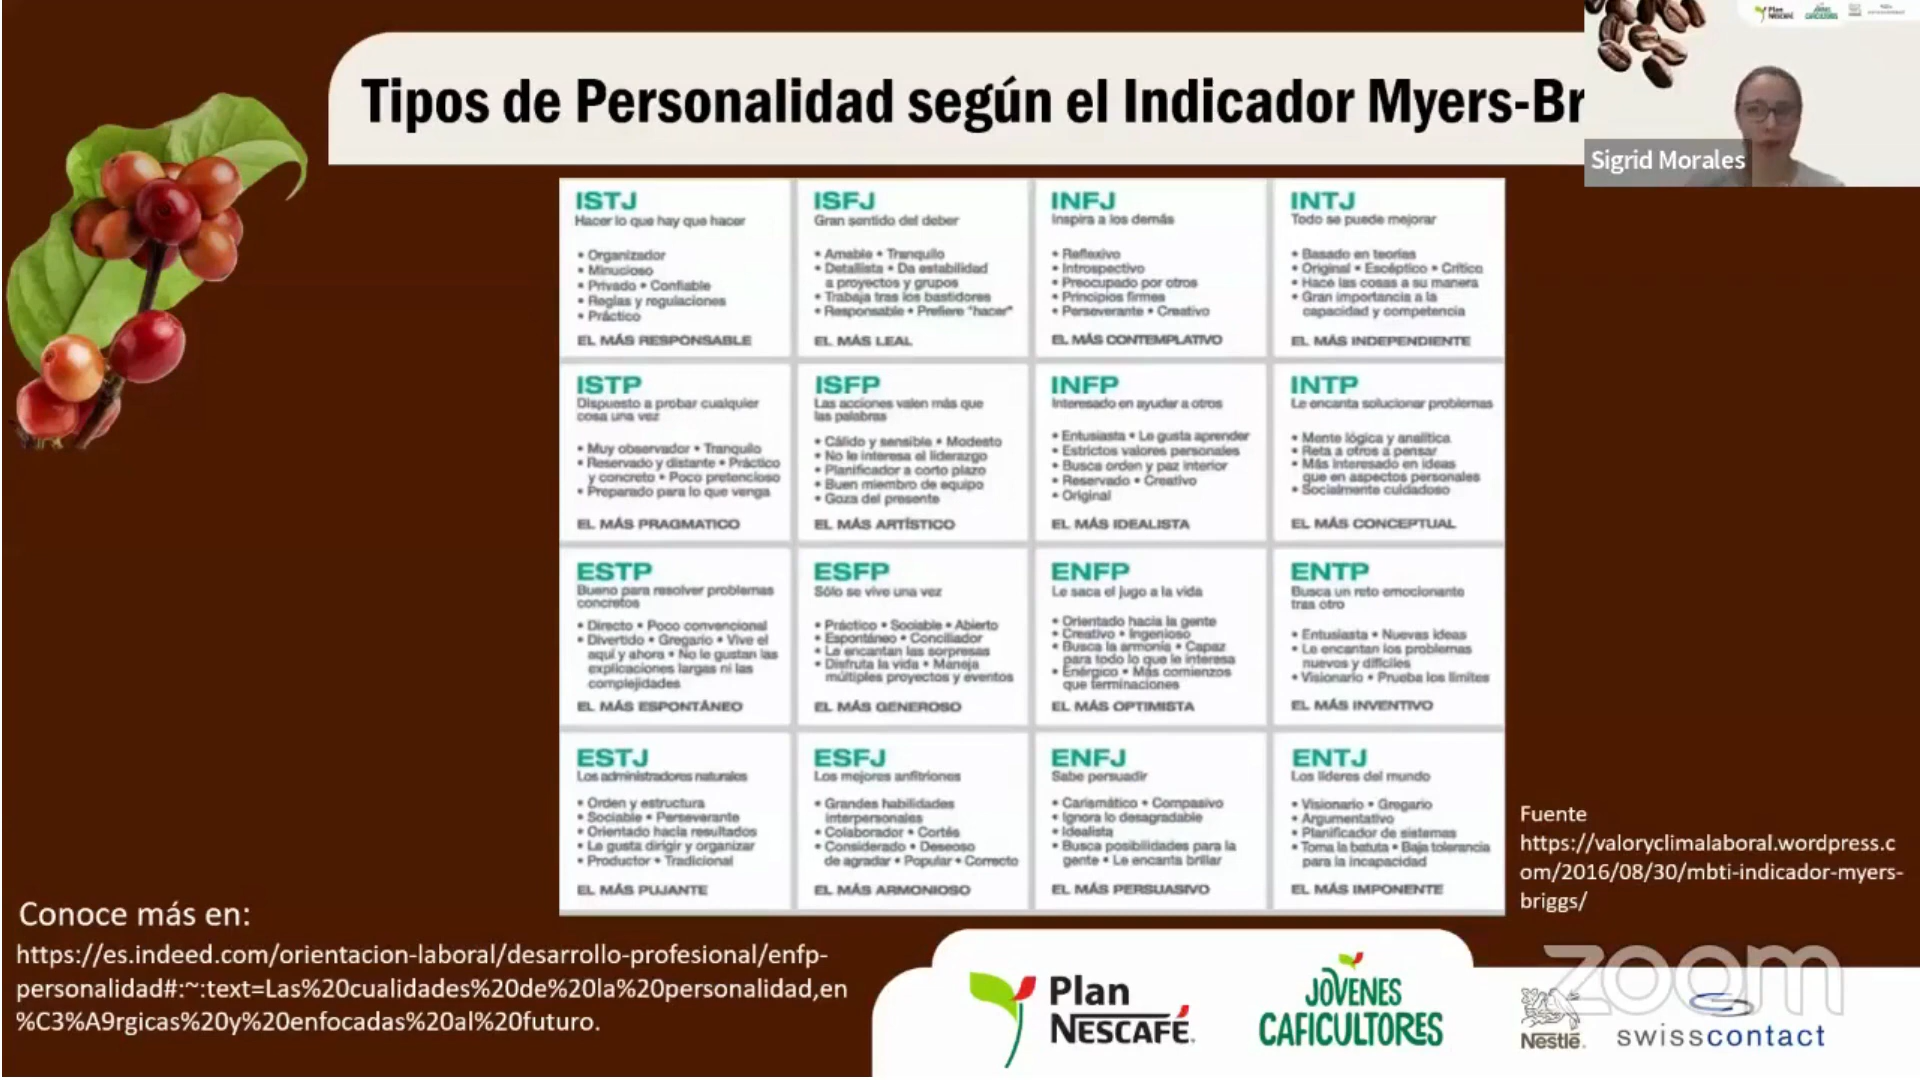 Tipos de Personalidad según el Indicador Myers-Br
Plan
NESCAFÉ
JÓVENES
CAFICULTORES
Sigrid Morales
ISTJ
Hacer lo que hay que hacer
• Organizador
• Minucioso
• Privado • Confiable
• Reglas y regulaciones
• Práctico
EL MÁS RESPONSABLE
ISFJ
Gran sentido del deber
• Amable • Tranquilo
• Detallista • Da estabilidad
a proyectos y grupos
• Trabaja tras los bastidores
• Responsable • Prefiere "hacer"
EL MÁS LEAL
INFJ
Inspira a los demás
• Reflexivo
• Introspectivo
• Preocupado por otros
• Principios firmes
• Perseverante • Creativo
EL MÁS CONTEMPLATIVO
INTJ
Todo se puede mejorar
• Basado en teorías
• Original • Escéptico • Crítico
• Hace las cosas a su manera
• Gran importancia a la
capacidad y competencia
EL MÁS INDEPENDIENTE
ISTP
Dispuesto a probar cualquier
cosa una vez
• Muy observador • Tranquilo
• Reservado y distante • Práctico
y concreto • Poco pretencioso
• Preparado para lo que venga
EL MÁS PRAGMATICO
ISFP
Las acciones valen más que
las palabras
• Cálido y sensible • Modesto
• No le interesa el liderazgo
• Planificador a corto plazo
• Buen miembro de equipo
• Goza del presente
EL MÁS ARTÍSTICO
INFP
Interesado en ayudar a otros
• Entusiasta • Le gusta aprender
• Estrictos valores personales
• Busca orden y paz interior
• Reservado • Creativo
• Original
EL MÁS IDEALISTA
INTP
Le encanta solucionar problemas
• Mente lógica y analítica
• Reta a otros a pensar
• Más interesado en ideas
que en aspectos personales
• Socialmente cuidadoso
EL MÁS CONCEPTUAL
ESTP
Bueno para resolver problemas
concretos
• Directo • Poco convencional
• Divertido • Gregario • Vive el
aquí y ahora • No le gustan las
explicaciones largas ni las
complejidades
EL MÁS ESPONTÁNEO
ESFP
Sólo se vive una vez
• Práctico • Sociable • Abierto
• Espontáneo • Conciliador
• Le encantan las sorpresas
• Disfruta la vida • Maneja
múltiples proyectos y eventos
EL MÁS GENEROSO
ENFP
Le saca el jugo a la vida
• Orientado hacia la gente
• Creativo • Ingenioso
• Busca la armonía • Capaz
para todo lo que le interesa
• Enérgico • Más comienzos
que terminaciones
EL MÁS OPTIMISTA
ENTP
Busca un reto emocionante
tras otro
• Entusiasta • Nuevas ideas
• Le encantan los problemas
nuevos y difíciles
• Visionario • Prueba los límites
EL MÁS INVENTIVO
ESTJ
Los administradores naturales
• Orden y estructura
• Sociable • Perseverante
• Orientado hacia resultados
• Le gusta dirigir y organizar
• Productor • Tradicional
EL MÁS PUJANTE
ESFJ
Los mejores anfitriones
• Grandes habilidades
interpersonales
• Colaborador • Cortés
• Considerado • Deseoso
de agradar • Popular • Correcto
EL MÁS ARMONIOSO
ENFJ
Sabe persuadir
• Carismático • Compasivo
• Ignora lo desagradable
• Idealista
• Busca posibilidades para la
gente • Le encanta brillar
EL MÁS PERSUASIVO
ENTJ
Los líderes del mundo
• Visionario • Gregario
• Argumentativo
• Planificador de sistemas
• Toma la batuta • Baja tolerancia
para la incapacidad
EL MÁS IMPONENTE
Fuente
https://valoryclimalaboral.wordpress.c
om/2016/08/30/mbti-indicador-myers-
briggs/
Conoce más en:
https://es.indeed.com/orientacion-laboral/desarrollo-profesional/enfp-
personalidad#:~:text=Las%20cualidades%20de%20la%20personalidad,en
%C3%A9rgicas%20y%20enfocadas%20al%20futuro.
Plan
NESCAFÉ.
JÓVENES
CAFICULTORES
zoom
Nestlé
swisscontact